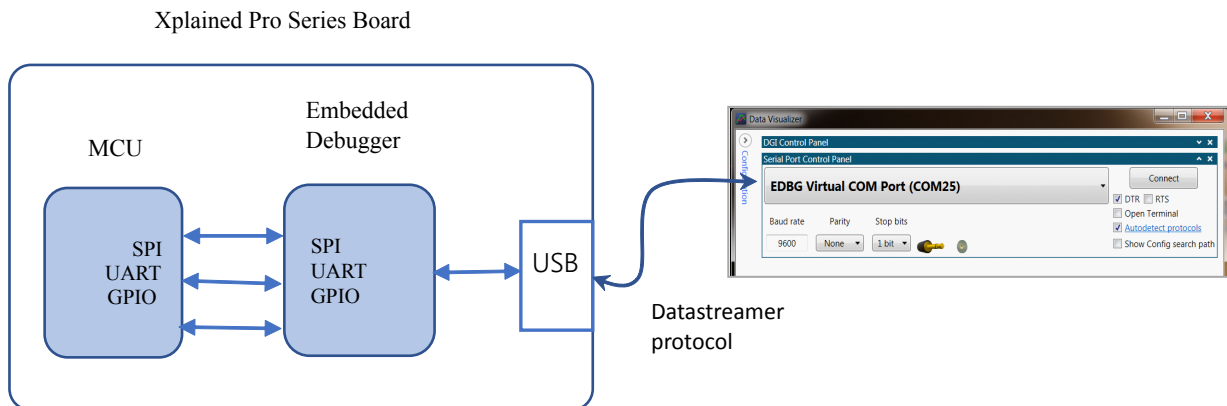 Xplained Pro Series Board
MCU
Embedded
Debugger
SPI
UART
GPIO
SPI
UART
GPIO
USB
Datastreamer
protocol
Data Visualizer
Configuration
DGI Control Panel
Serial Port Control Panel
EDBG Virtual COM Port (COM25)
Connect
DTR RTS
Open Terminal
Autodetect protocols
Show Config search path
Baud rate Parity Stop bits
9600 None 1 bit